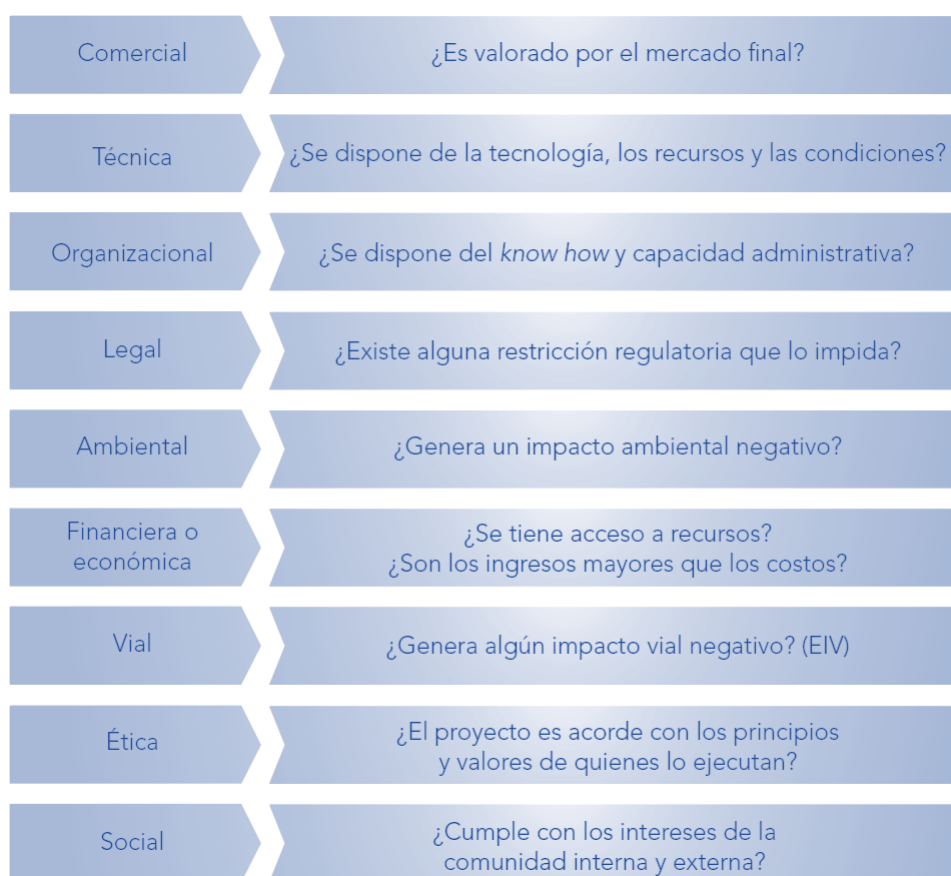 Comercial
¿Es valorado por el mercado final?
Técnica
¿Se dispone de la tecnología, los recursos y las condiciones?
Organizacional
¿Se dispone del know how y capacidad administrativa?
Legal
¿Existe alguna restricción regulatoria que lo impida?
Ambiental
¿Genera un impacto ambiental negativo?
Financiera o
económica
¿Se tiene acceso a recursos?
¿Son los ingresos mayores que los costos?
Vial
¿Genera algún impacto vial negativo? (EIV)
Ética
¿El proyecto es acorde con los principios
y valores de quienes lo ejecutan?
Social
¿Cumple con los intereses de la
comunidad interna y externa?